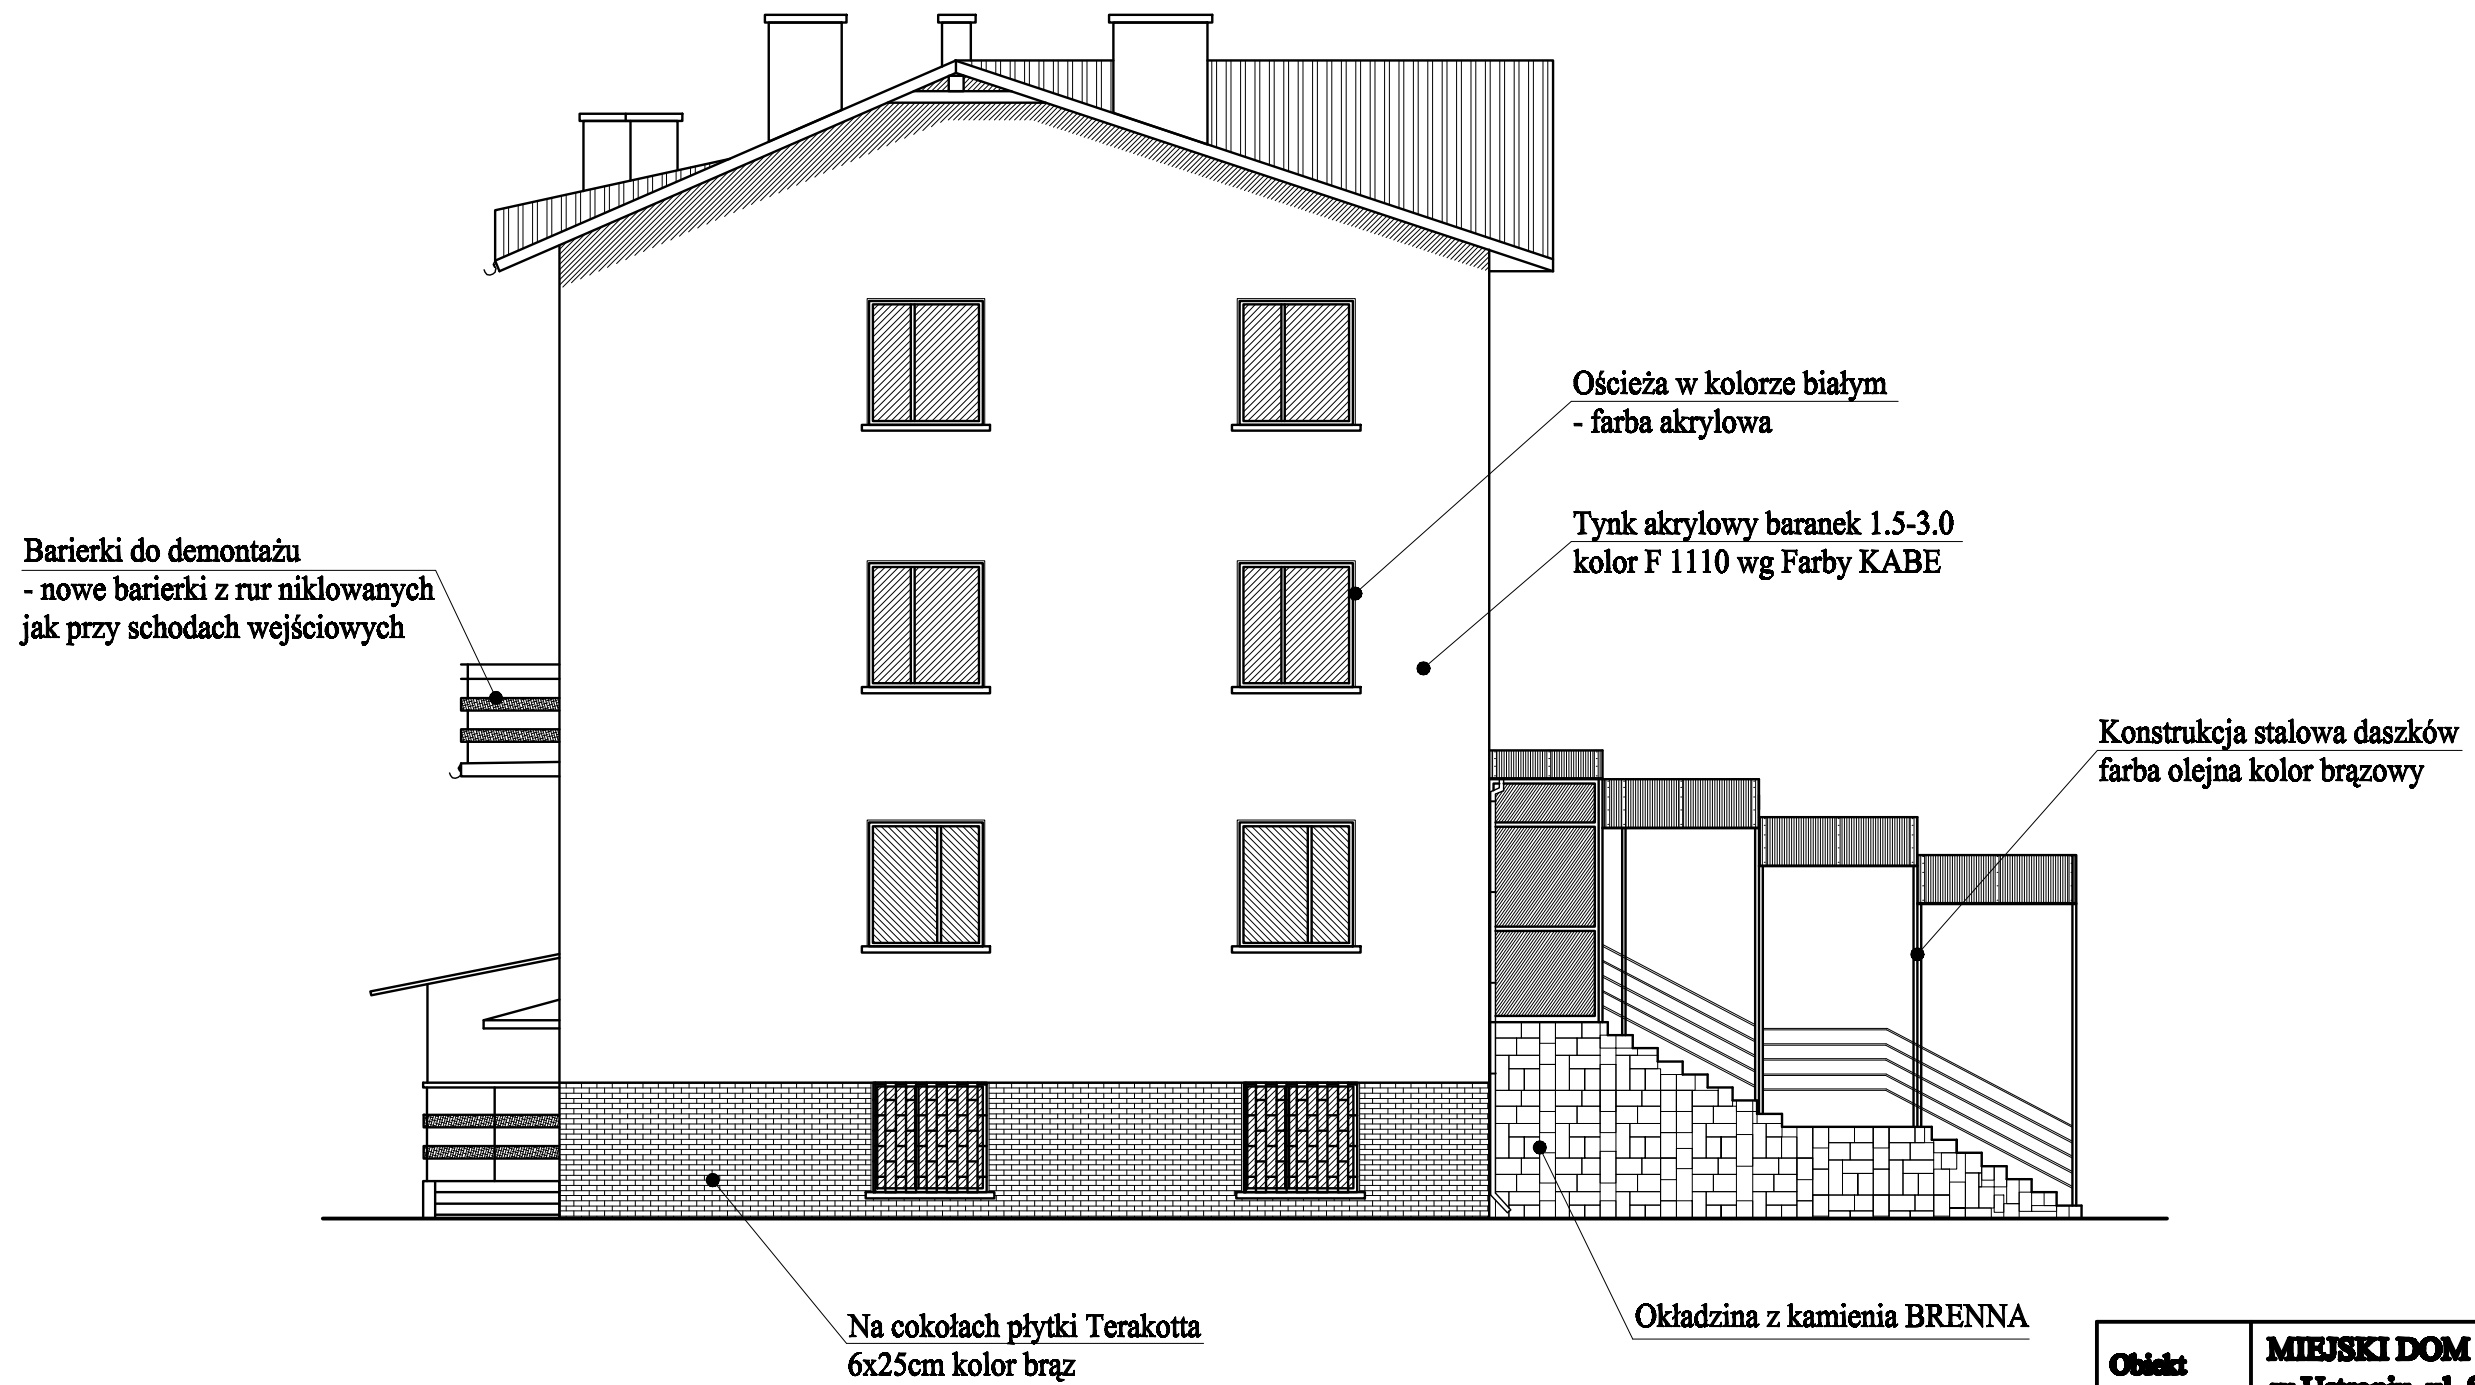 Ościeża w kolorze białym
- farba akrylowa
Tynk akrylowy baranek 1.5-3.0
kolor F 1110 wg Farby KABE
Barierki do demontażu
- nowe barierki z rur niklowanych
jak przy schodach wejściowych
Konstrukcja stalowa daszków
farba olejna kolor brązowy
Okładzina z kamienia BRENNA
Na cokołach płytki Terakotta
6x25cm kolor brąz
Obiekt
MIEJSKI DOM